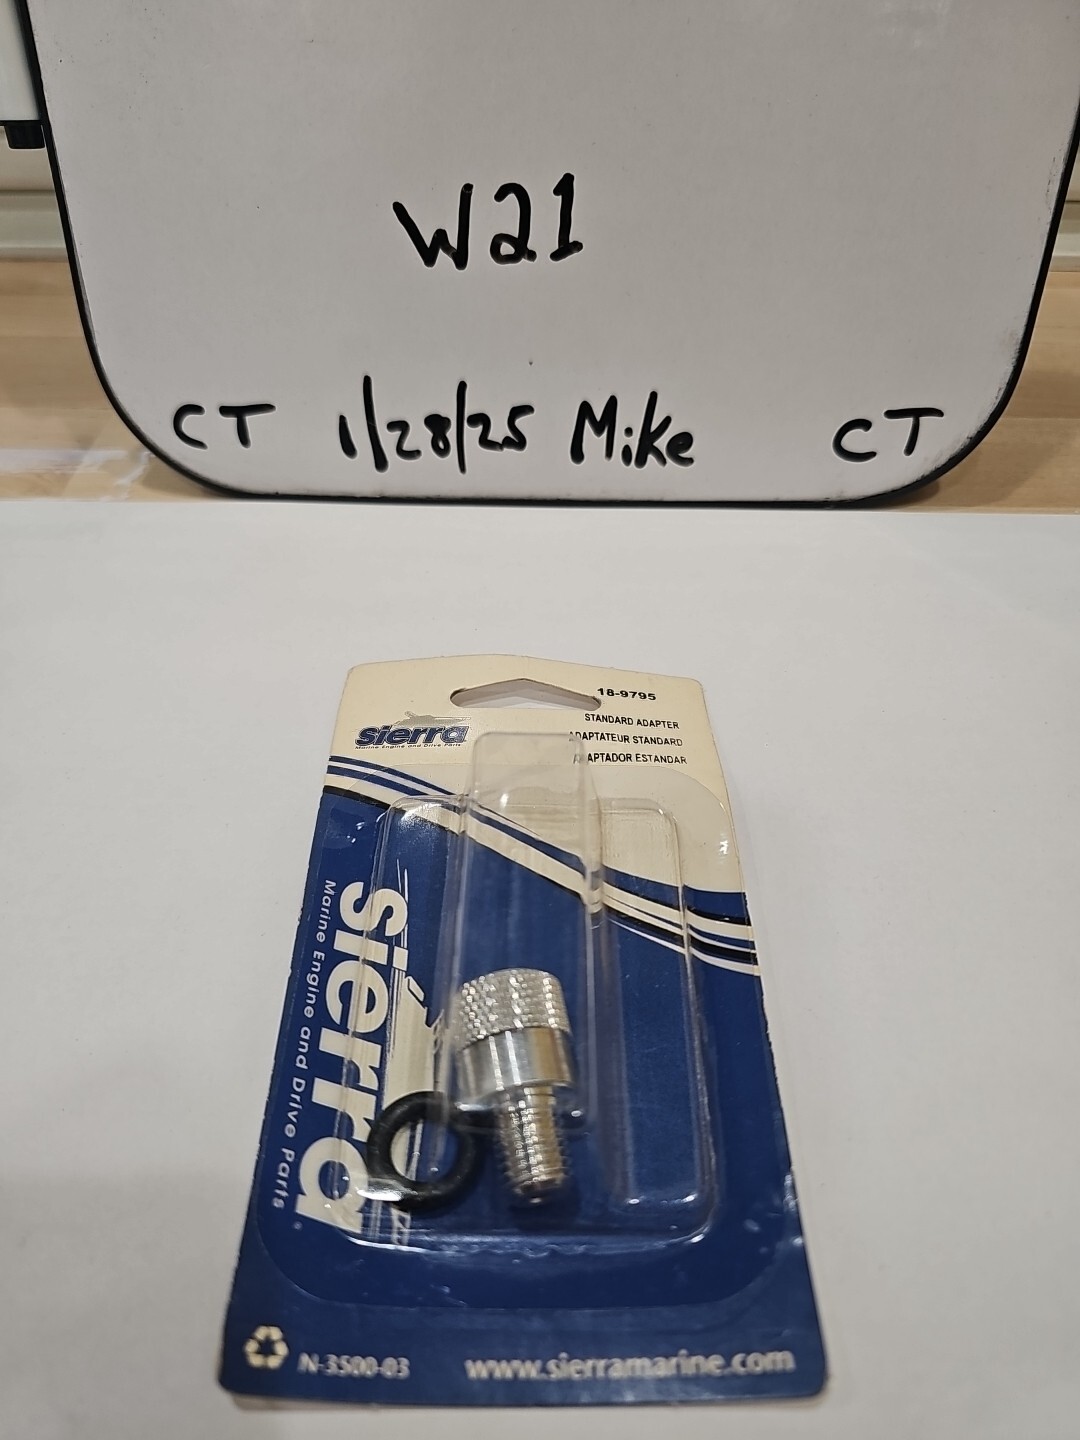 W21
CT 1/28/25 Mike CT
18-9795
sierra
Marine Engine and Drive Parts
STANDARD ADAPTER
ADAPTATEUR STANDARD
ADAPTADOR ESTANDAR
sierra
Marine Engine and Drive Parts
N-3500-03
www.sierramarine.com